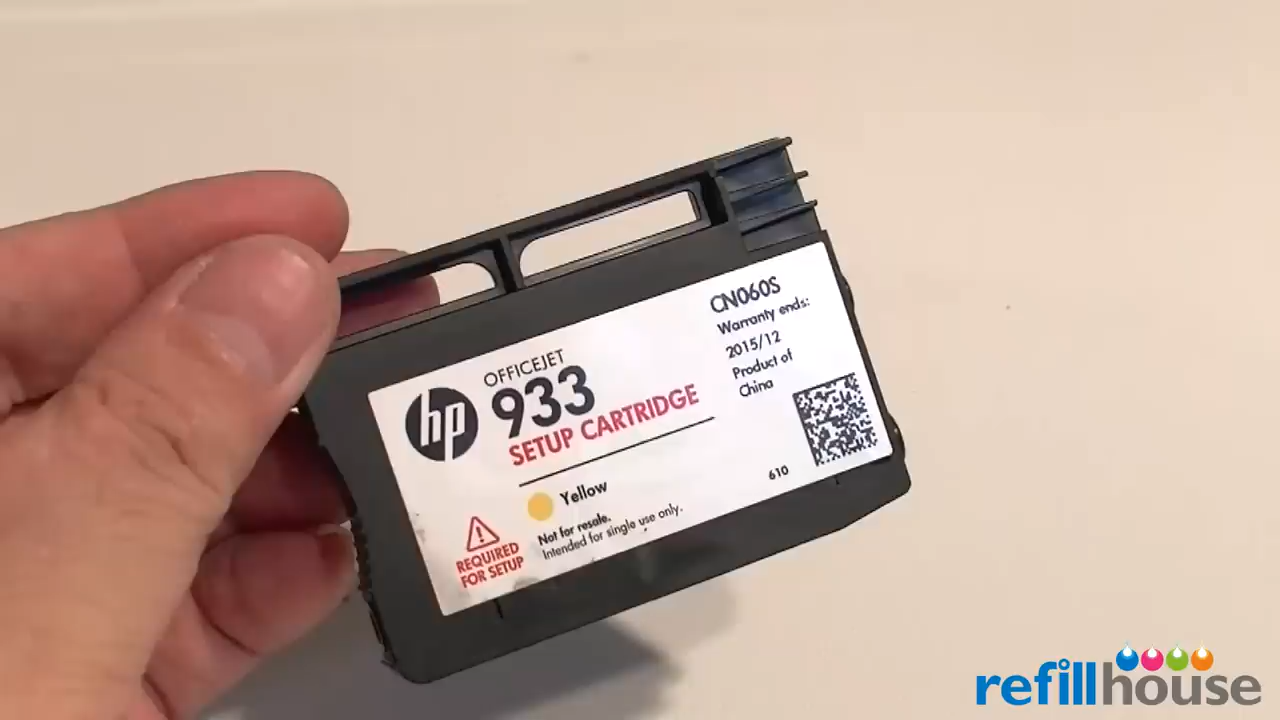 hp
OFFICEJET
933
SETUP CARTRIDGE
Yellow
Not for resale.
Intended for single use only.
REQUIRED
FOR SETUP
CN060S
Warranty ends:
2015/12
Product of
China
610
refillhouse